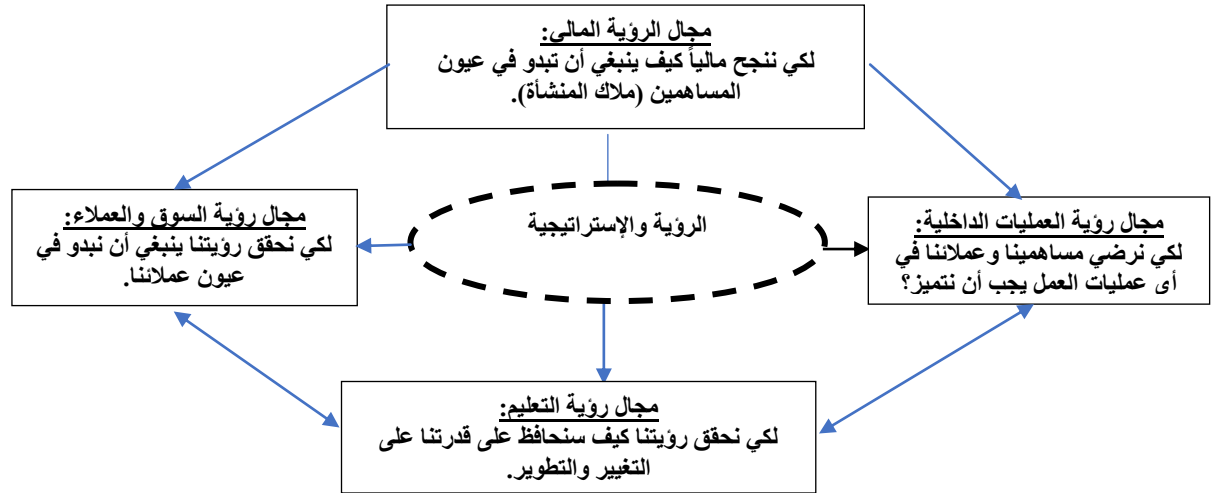 مجال الرؤية المالي:
لكي ننجح مالياً كيف ينبغي أن تبدو في عيون
المساهمين (ملاك المنشأة).
الرؤية والإستراتيجية
مجال رؤية العمليات الداخلية:
لكي نرضي مساهمينا وعملائنا في
أي عمليات العمل يجب أن نتميز؟
مجال رؤية السوق والعملاء:
لكي نحقق رؤيتنا ينبغي أن نبدو في
عيون عملائنا.
مجال رؤية التعليم:
لكي نحقق رؤيتنا كيف سنحافظ على قدرتنا على
التغيير والتطوير.